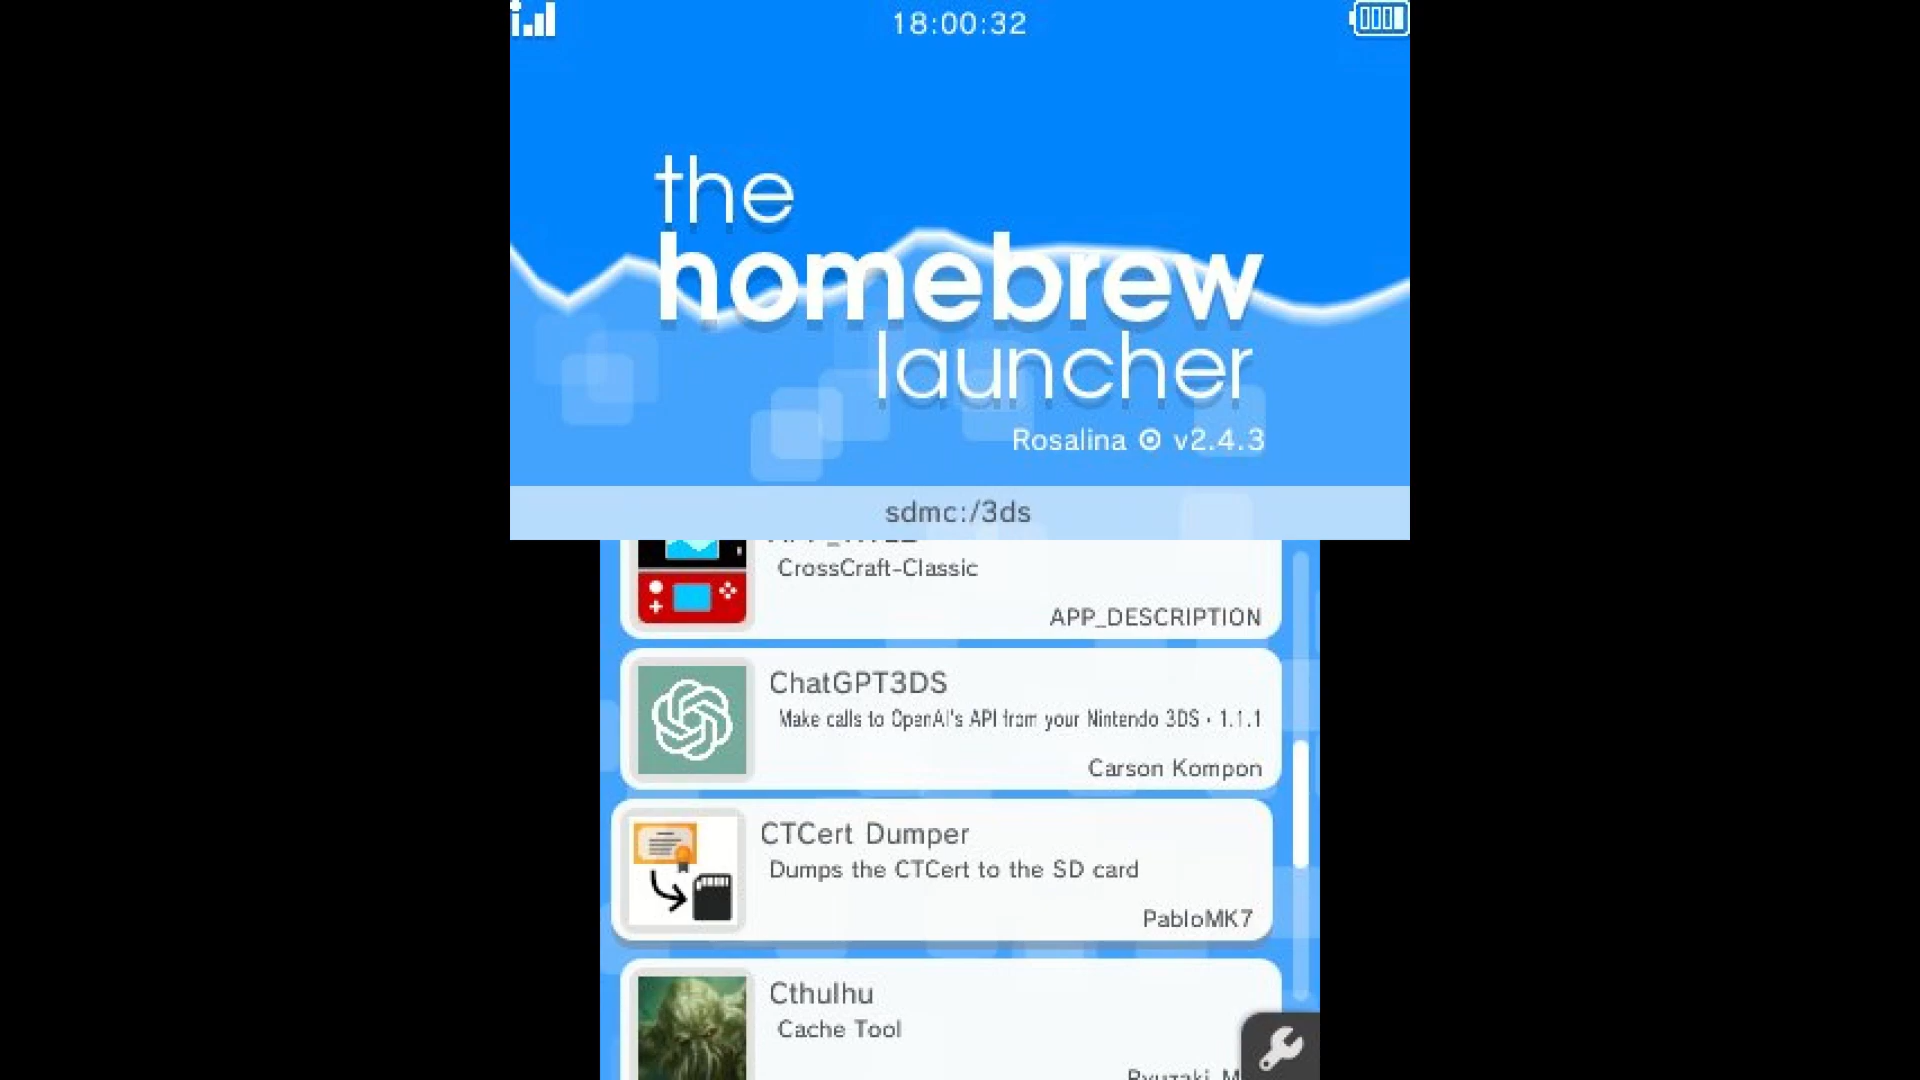 18:00:32
the
homebrew
launcher
Rosalina ⊙ v2.4.3
sdmc:/3ds
CrossCraft-Classic
APP_DESCRIPTION
ChatGPT3DS
Make calls to OpenAI's API from your Nintendo 3DS • 1.1.1
Carson Kompon
CTCert Dumper
Dumps the CTCert to the SD card
PabloMK7
Cthulhu
Cache Tool